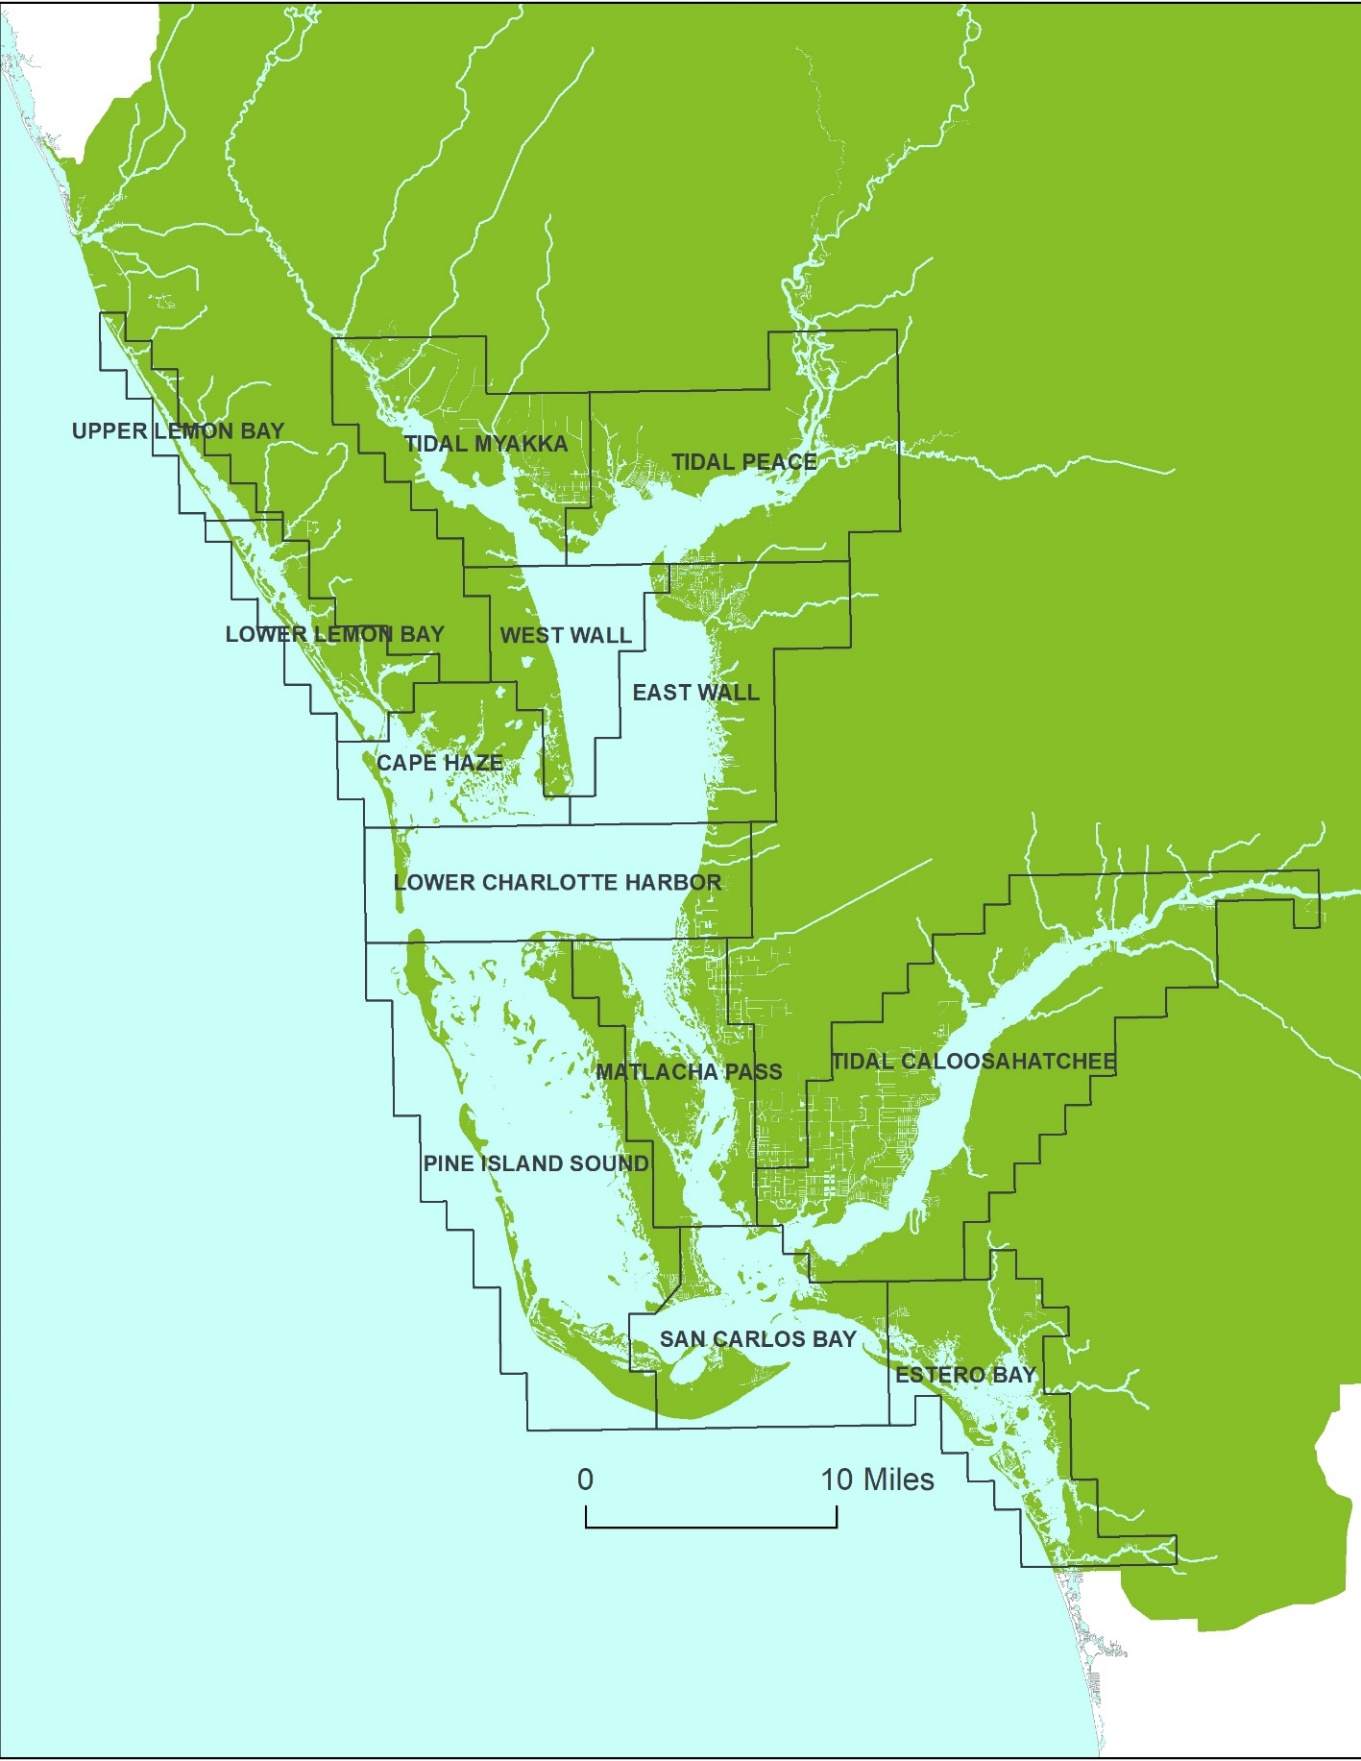 UPPER LEMON BAY
TIDAL MYAKKA
TIDAL PEACE
LOWER LEMON BAY
WEST WALL
EAST WALL
CAPE HAZE
LOWER CHARLOTTE HARBOR
TIDAL CALOOSAHATCHEE
MATLACHA PASS
PINE ISLAND SOUND
SAN CARLOS BAY
ESTERO BAY
0 10 Miles